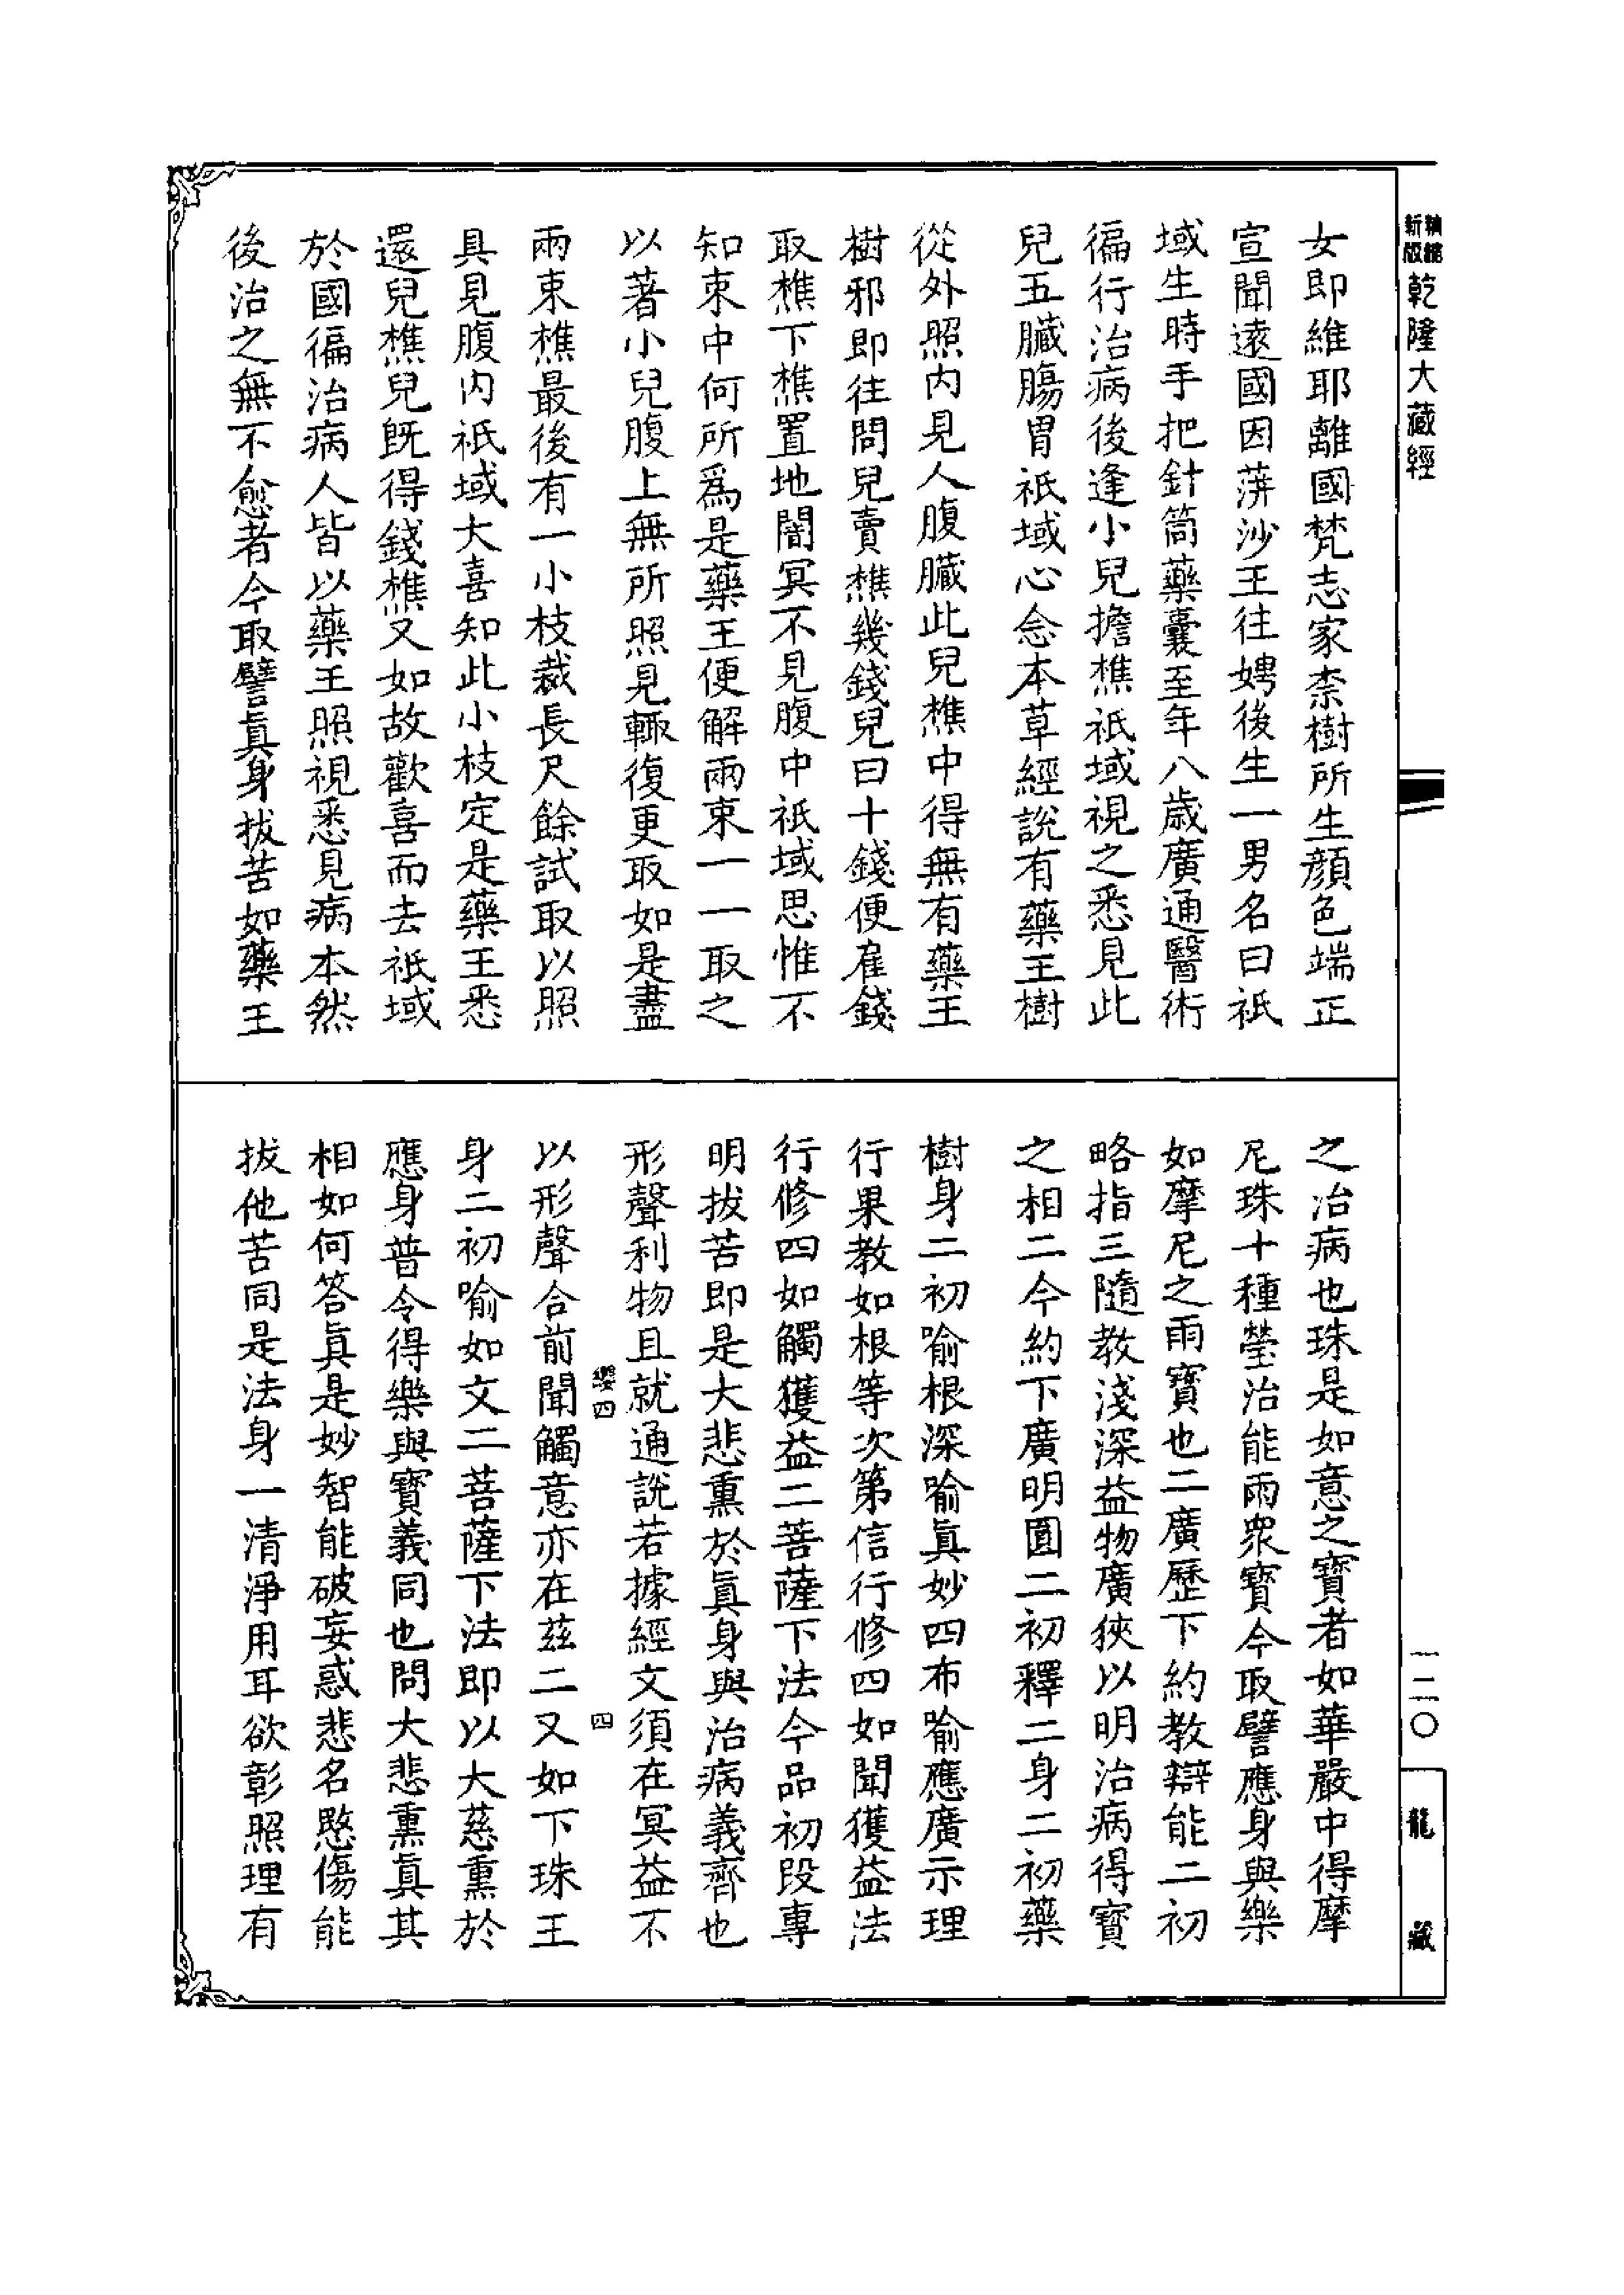 新版精縮乾隆大藏經
女即維耶離國梵志家柰樹所生顏色端正
宣聞遠國因蓱沙王往娉後生一男名曰祇
域生時手把針筒藥囊至年八歲廣通醫術
徧行治病後逢小兒擔樵祇域視之悉見此
兒五臟腸胃祇域心念本草經說有藥王樹
從外照內見人腹臟此兒樵中得無有藥王
樹邪即往問兒賣樵幾錢兒曰十錢便雇錢
取樵下樵置地闇冥不見腹中祇域思惟不
知束中何所爲是藥王便解兩束一一取之
以著小兒腹上無所照見輒復更取如是盡
兩束樵最後有一小枝裁長尺餘試取以照
具見腹內祇域大喜知此小枝定是藥王悉
還兒樵兒既得錢樵又如故歡喜而去祇域
於國徧治病人皆以藥王照視悉見病本然
後治之無不愈者今取譬真身拔苦如藥王
之治病也珠是如意之寶者如華嚴中得摩
尼珠十種瑩治能雨眾寶今取譬應身與樂
如摩尼之雨寶也二廣歷下約教辯能二初
略指三隨教淺深益物廣狹以明治病得寶
之相二今約下廣明圓二初釋二身二初藥
樹身二初喻根深喻真妙四布喻應廣示理
行果教如根等次第信行修四如聞獲益法
行修四如觸獲益二菩薩下法今品初段專
明拔苦即是大悲熏於真身與治病義齊也
形聲利物且就通說若據經文須在冥益不
纓四
四
以形聲合前聞觸意亦在茲二又如下珠王
身二初喻如文二菩薩下法即以大慈熏於
應身普令得樂與寶義同也問大悲熏真其
相如何答真是妙智能破妄惑悲名愍傷能
拔他苦同是法身一清淨用耳欲彰照理有
一二〇
龍藏